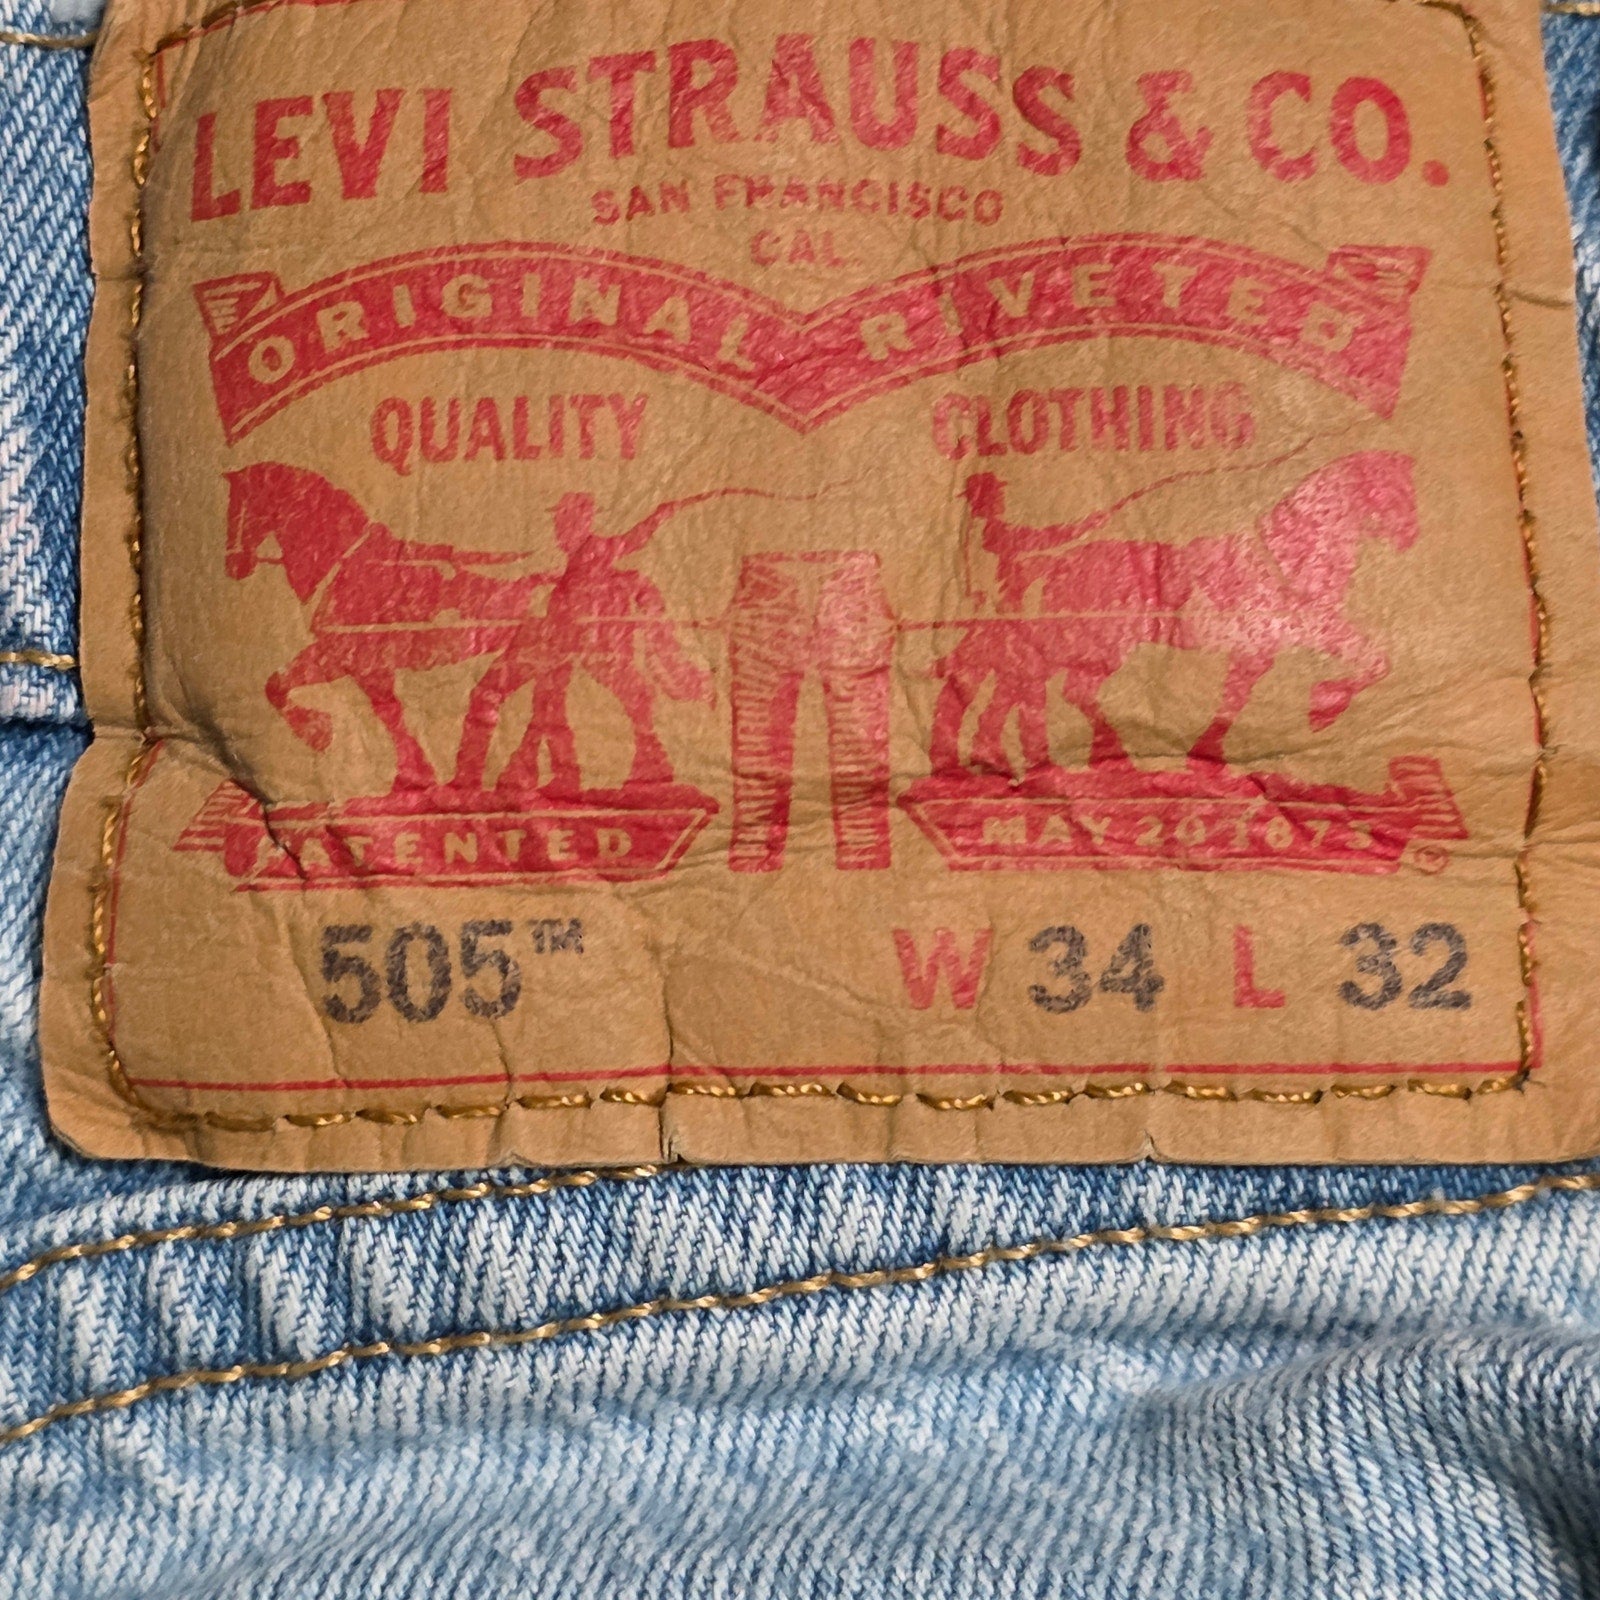 LEVI STRAUSS & CO.
SAN FRANCISCO
CAL.
ORIGINAL RIVETED
QUALITY CLOTHING
PATENTED MAY 20 1873 ®
505™ W 34 L 32